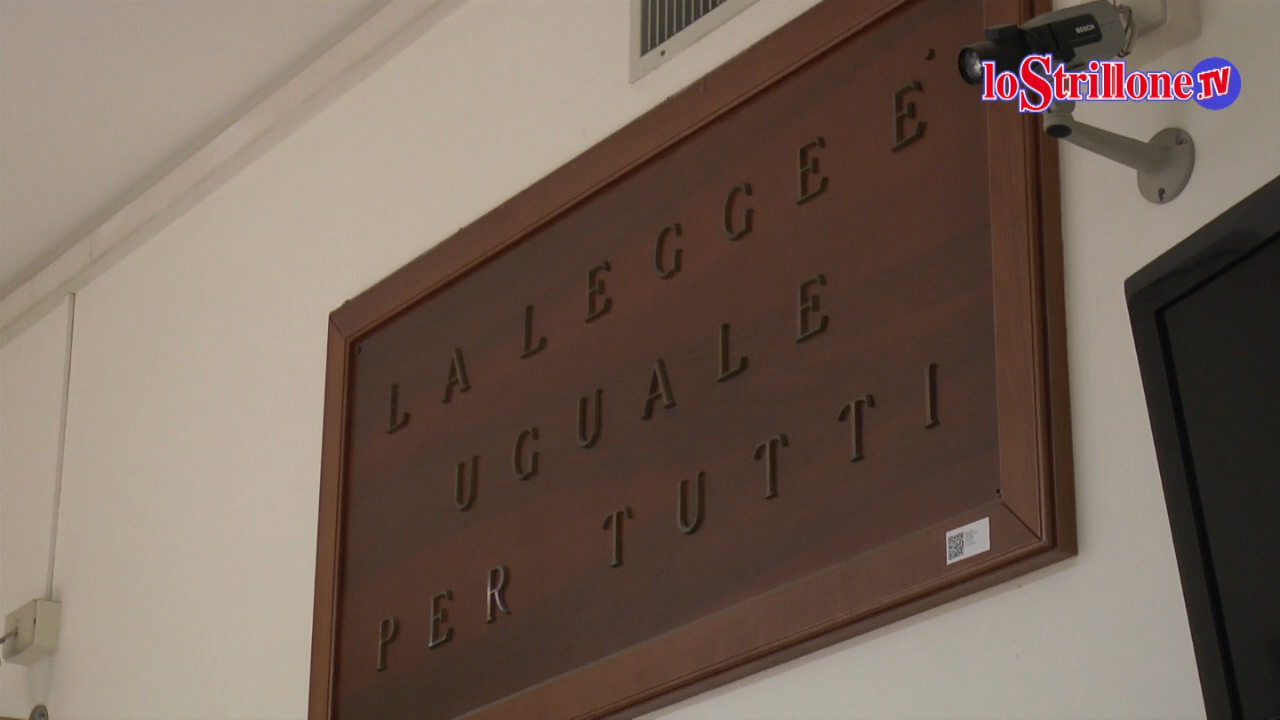 LA LEGGE E'
UGUALE
PER TUTTI
BOSCH
loStrillone.TV